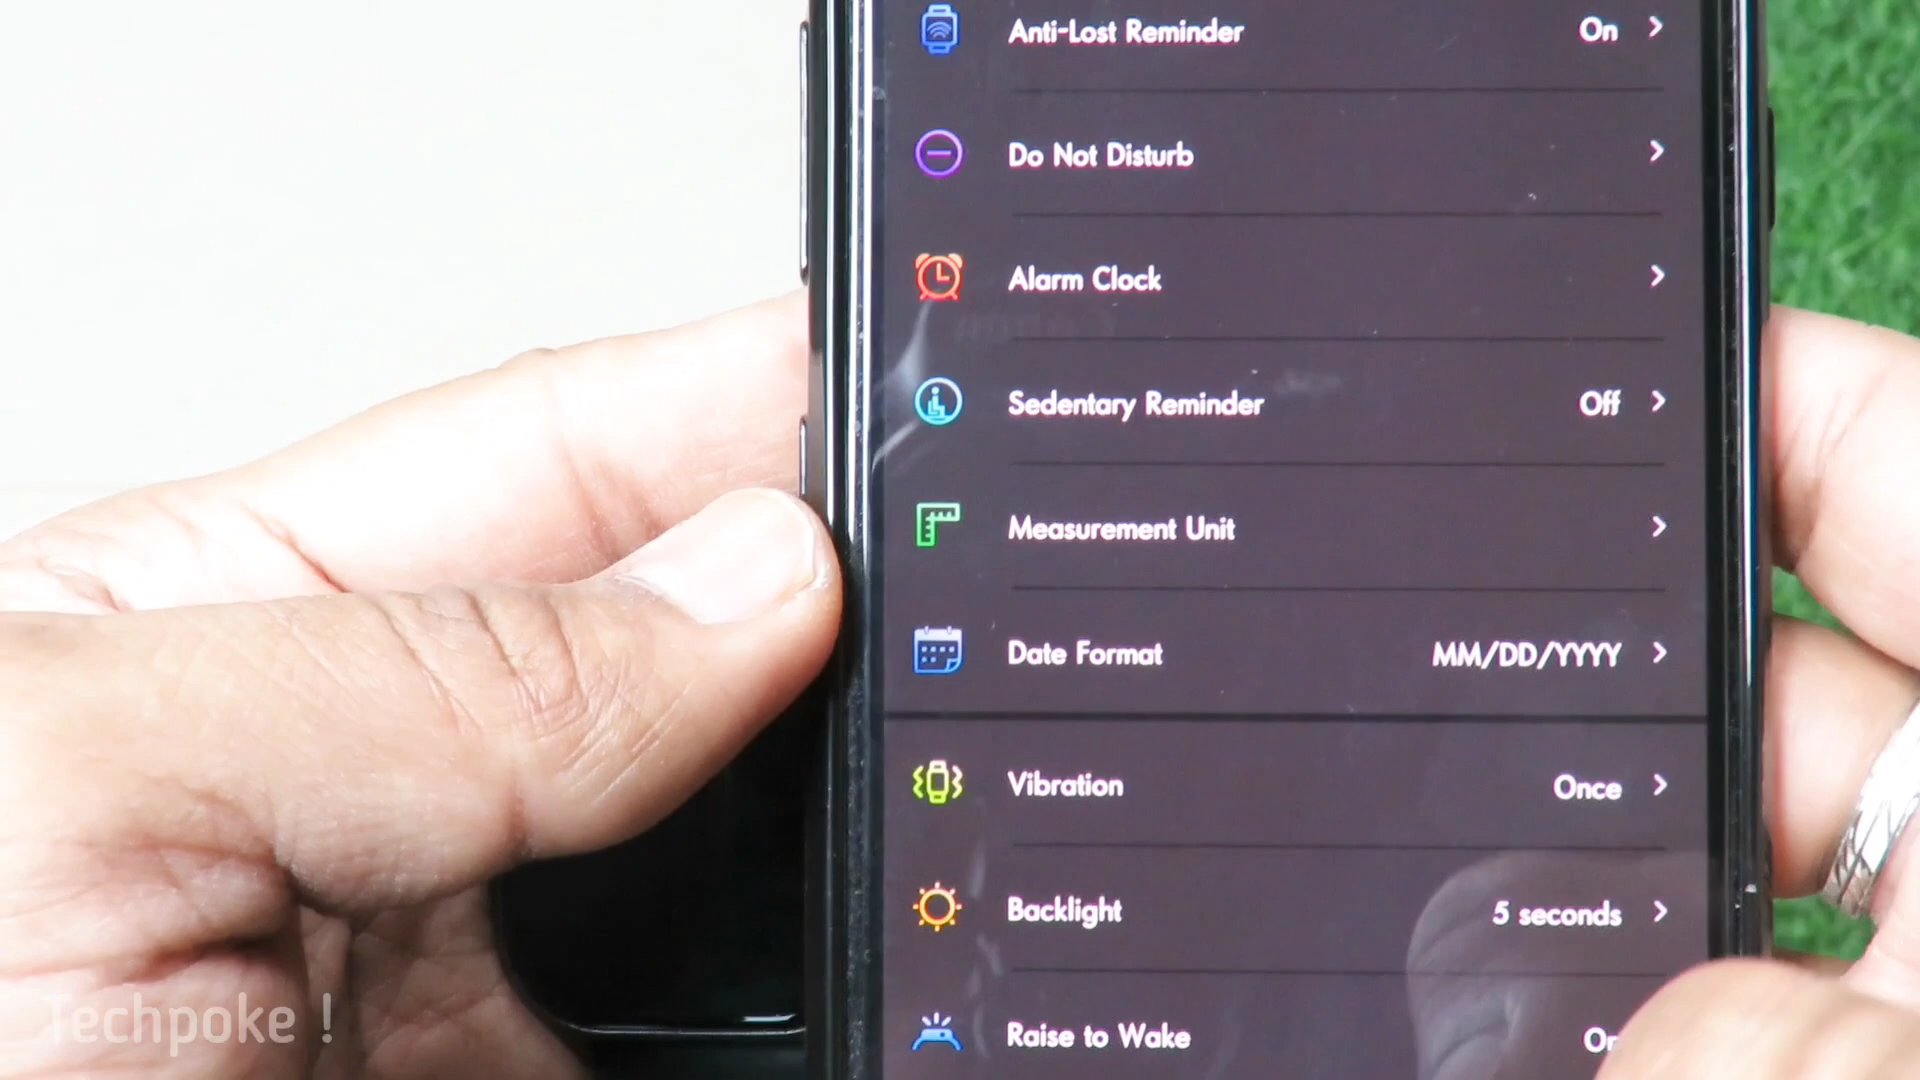 Anti-Lost Reminder On
Do Not Disturb
Alarm Clock
Sedentary Reminder Off
Measurement Unit
Date Format MM/DD/YYYY
Vibration Once
Backlight 5 seconds
Raise to Wake
Techpoke !